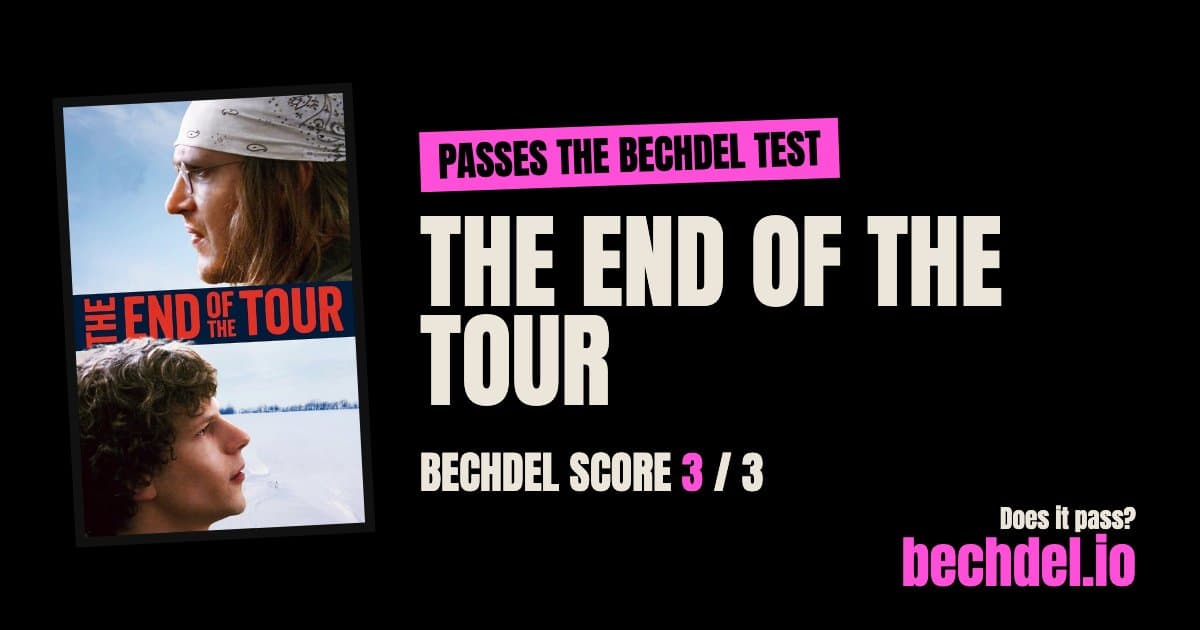 THE END OF THE TOUR
PASSES THE BECHDEL TEST
THE END OF THE
TOUR
BECHDEL SCORE 3 / 3
Does it pass?
bechdel.io